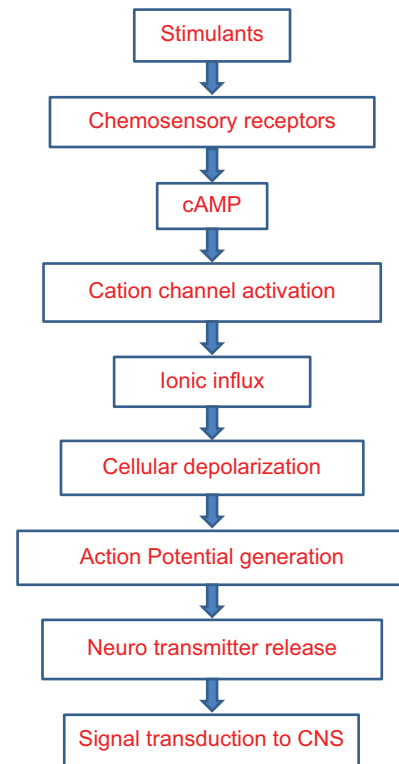 Stimulants
Chemosensory receptors
cAMP
Cation channel activation
Ionic influx
Cellular depolarization
Action Potential generation
Neuro transmitter release
Signal transduction to CNS